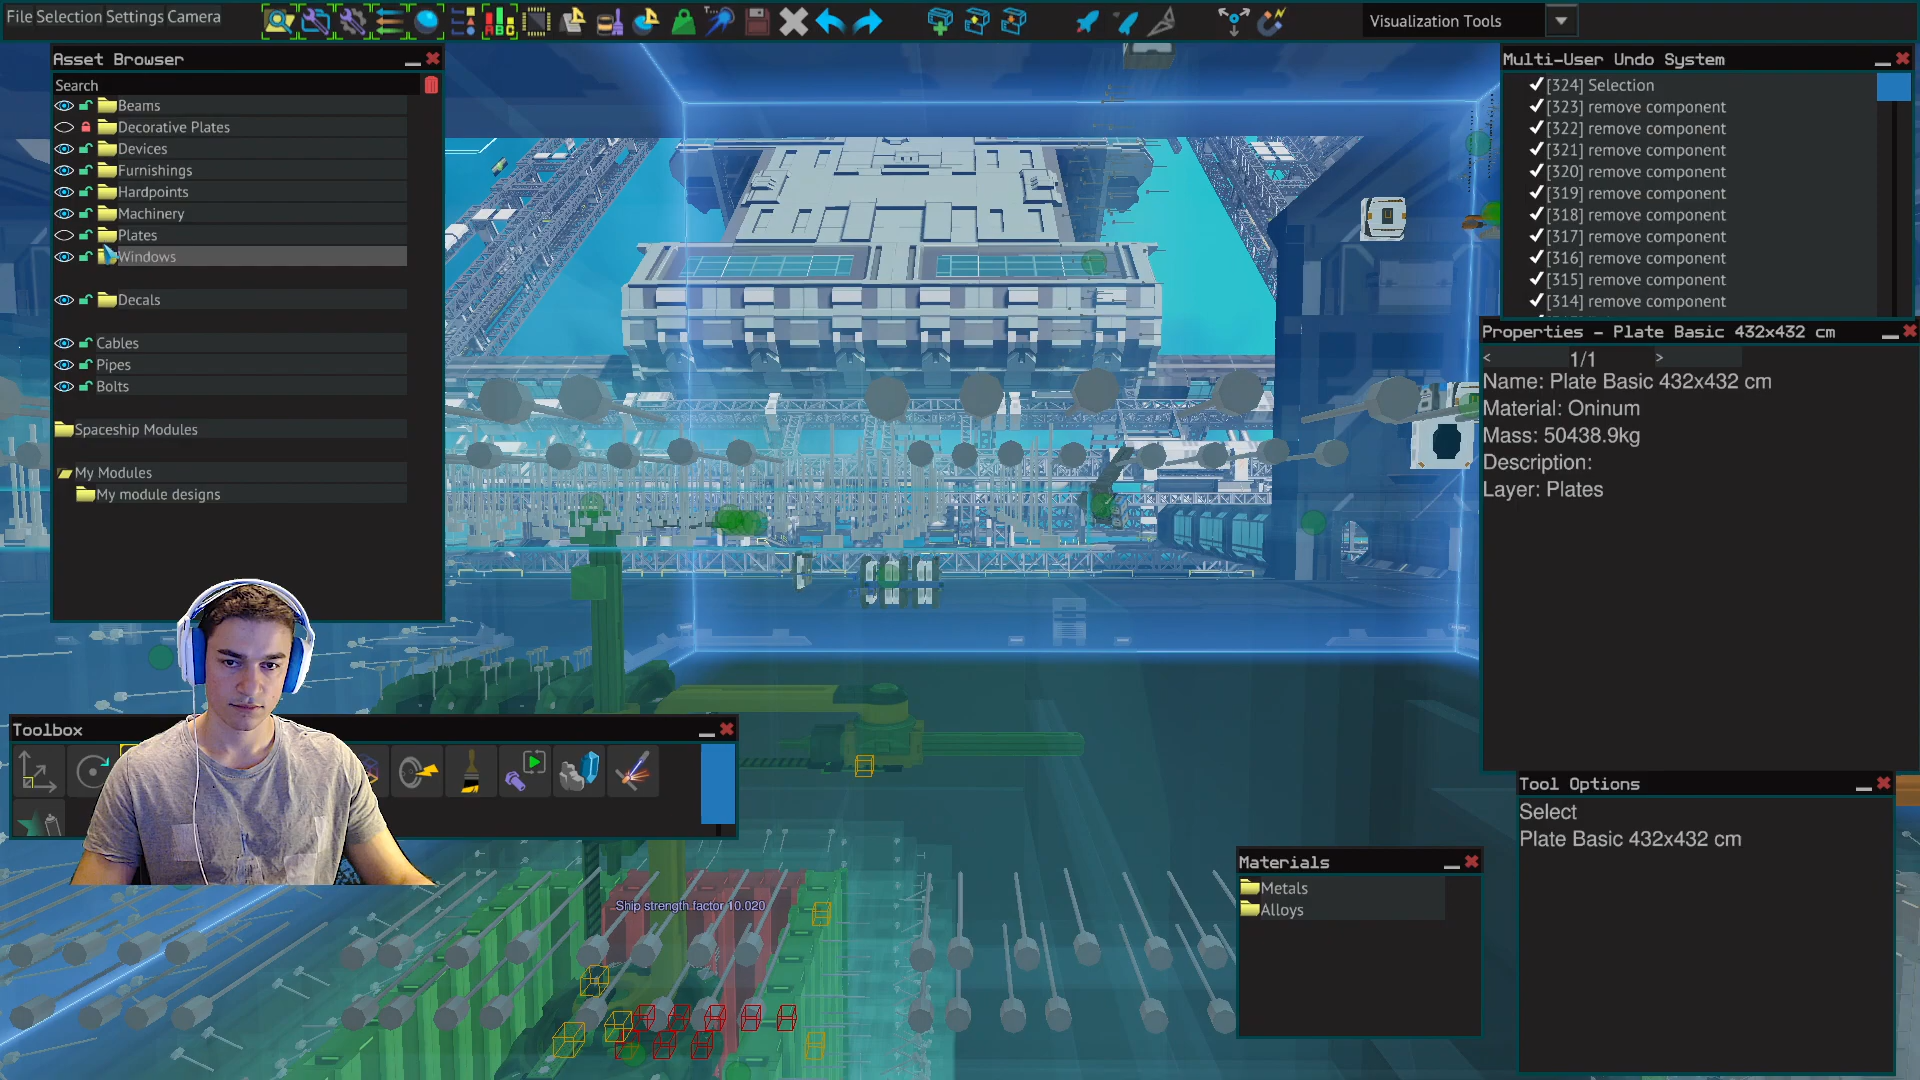 File Selection Settings Camera
Visualization Tools
Asset Browser
Search
Beams
Decorative Plates
Devices
Furnishings
Hardpoints
Machinery
Plates
Windows
Decals
Cables
Pipes
Bolts
Spaceship Modules
My Modules
My module designs
Multi-User Undo System
[324] Selection
[323] remove component
[322] remove component
[321] remove component
[320] remove component
[319] remove component
[318] remove component
[317] remove component
[316] remove component
[315] remove component
[314] remove component
Properties - Plate Basic 432x432 cm
< 1/1 >
Name: Plate Basic 432x432 cm
Material: Oninum
Mass: 50438.9kg
Description:
Layer: Plates
Toolbox
Ship strength factor 10.020
Materials
Metals
Alloys
Tool Options
Select
Plate Basic 432x432 cm